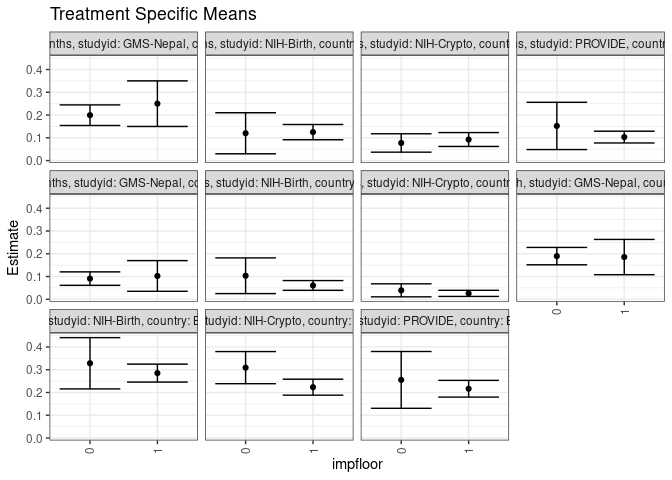 Treatment Specific Means
nths, studyid: GMS-Nepal, c
ns, studyid: NIH-Birth, countr
s, studyid: NIH-Crypto, count
s, studyid: PROVIDE, countr
0.4
0.3
0.2
0.1
0.0
nths, studyid: GMS-Nepal, co
s, studyid: NIH-Birth, country
, studyid: NIH-Crypto, countr
h, studyid: GMS-Nepal, coun
0.4
0.3
0.2
0.1
0.0
0
1
studyid: NIH-Birth, country: B
tudyid: NIH-Crypto, country:
studyid: PROVIDE, country: B
0.4
0.3
0.2
0.1
0.0
0
1
0
1
0
1
Estimate
impfloor